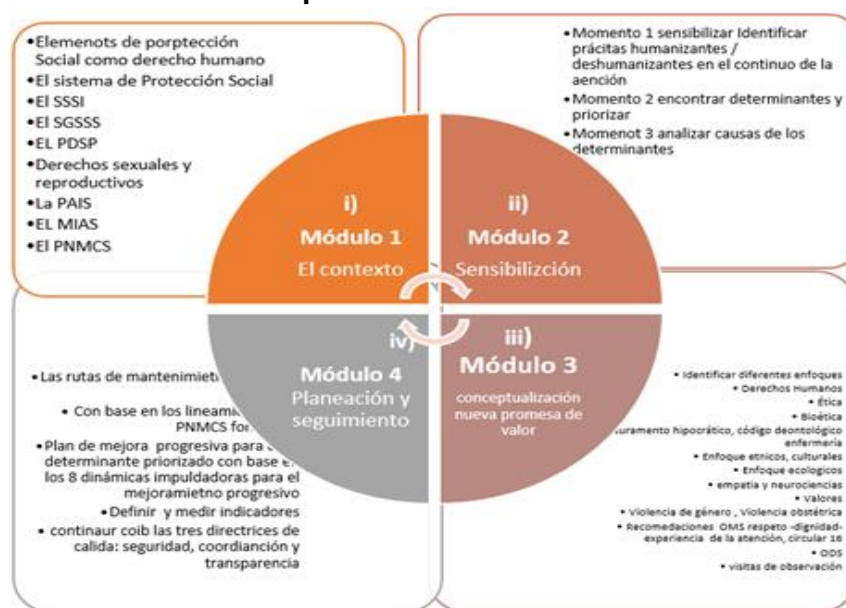 •Elemenots de porptección
Social como derecho humano
•El sistema de Protección Social
•El SSSI
•El SGSSS
•EL PDSP
•Derechos sexuales y
reproductivos
•La PAIS
•EL MIAS
•El PNMCS
•Momento 1 sensibilizar Identificar
prácitas humanizantes /
deshumanizantes en el continuo de la
aención
•Momento 2 encontrar determinantes y
priorizar
•Momenot 3 analizar causas de los
determinantes
i)
Módulo 1
El contexto
ii)
Módulo 2
Sensibilizción
iii)
Módulo 3
conceptualización
nueva promesa de
valor
iv)
Módulo 4
Planeación y
seguimiento
•Las rutas de
•Con base en los
PNMCS
•Plan de mejora progresiva para
determinante priorizado con base
los 8 dinámicas impuldadoras para el
mejoramietno progresivo
•Definir y medir indicadores
•continaur coib las tres directrices de
calida: seguridad, coordianción y
transparencia
• Identificar diferentes enfoques
• Derechos Humanos
• Ética
• Bioética
hipocrático, código deontológico
enfermería
• Enfoque etnicos, culturales
• Enfoque ecologicos
• empatia y neurociencias
• Valores
• Violencia de género , Violencia obstétrica
• Recomedaciones OMS respeto -dignidad-
experiencia de la atención, circular 16
• ODS
• visitas de observación